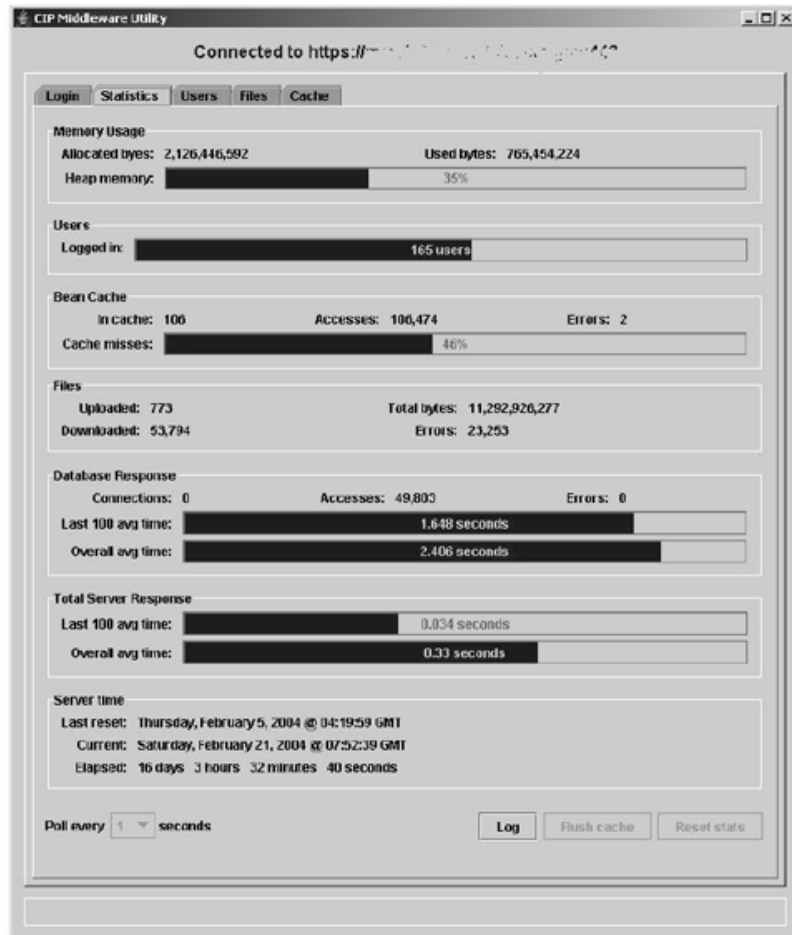 CIP Middleware Utility
Connected to https://
Login Statistics Users Files Cache
Memory Usage
Allocated byes: 2,126,446,592 Used bytes: 765,454,224
Heap memory: 35%
Users
Logged in: 165 users
Bean Cache
In cache: 106 Accesses: 106,474 Errors: 2
Cache misses: 46%
Files
Uploaded: 773 Total bytes: 11,292,926,277
Downloaded: 53,794 Errors: 23,253
Database Response
Connections: 0 Accesses: 49,803 Errors: 0
Last 100 avg time: 1.648 seconds
Overall avg time: 2.406 seconds
Total Server Response
Last 100 avg time: 0.034 seconds
Overall avg time: 0.33 seconds
Server time
Last reset: Thursday, February 5, 2004 @ 04:19:59 GMT
Current: Saturday, February 21, 2004 @ 07:52:39 GMT
Elapsed: 16 days 3 hours 32 minutes 40 seconds
Poll every 1 seconds Log Flush cache Reset stats